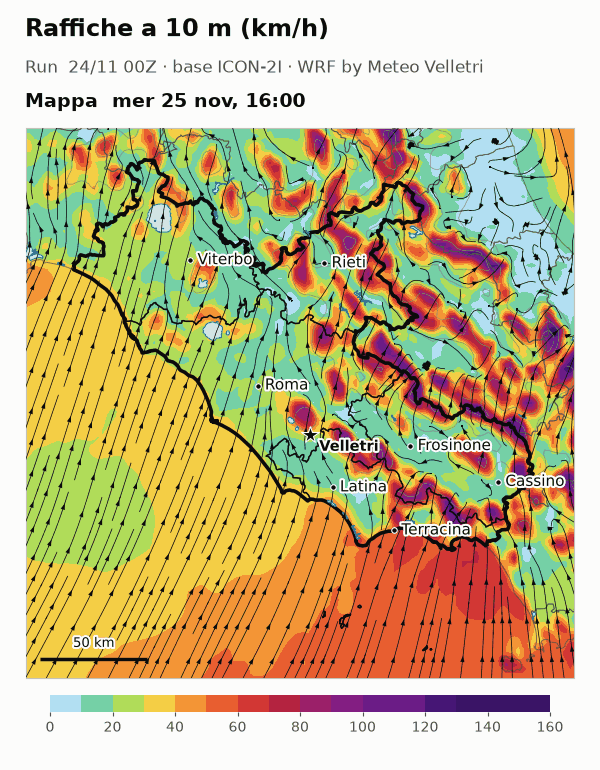 Raffiche a 10 m (km/h)
Run  24/11 00Z · base ICON-2I · WRF by Meteo Velletri
Mappa  mer 25 nov, 16:00
Viterbo
Rieti
Roma
Velletri
Frosinone
Latina
Cassino
Terracina
50 km
0 20 40 60 80 100 120 140 160